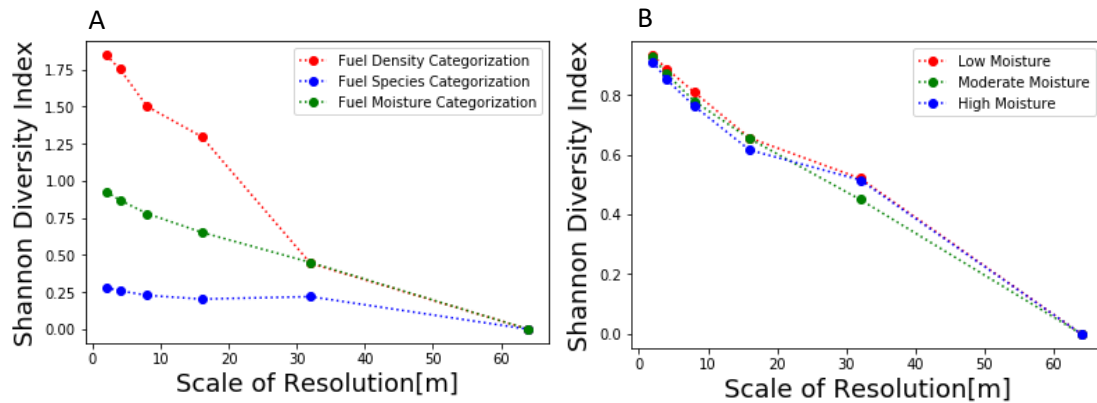 A
Shannon Diversity Index
1.75
1.50
1.25
1.00
0.75
0.50
0.25
0.00
Fuel Density Categorization
Fuel Species Categorization
Fuel Moisture Categorization
0
10
20
30
40
50
60
Scale of Resolution[m]
B
Shannon Diversity Index
0.8
0.6
0.4
0.2
0.0
Low Moisture
Moderate Moisture
High Moisture
0
10
20
30
40
50
60
Scale of Resolution[m]